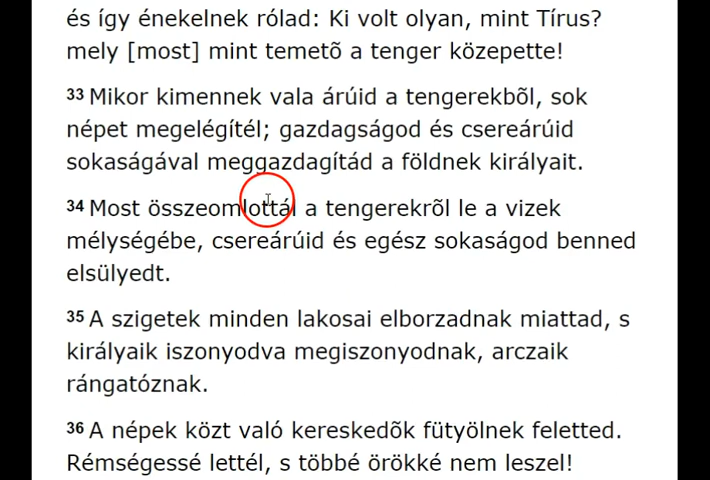 és így énekelnek rólad: Ki volt olyan, mint Tírus?
mely [most] mint temetõ a tenger közepette!
33 Mikor kimennek vala árúid a tengerekbõl, sok
népet megelégítél; gazdagságod és csereárúid
sokaságával meggazdagítád a földnek királyait.
34 Most összeomlottál a tengerekrõl le a vizek
mélységébe, csereárúid és egész sokaságod benned
elsülyedt.
35 A szigetek minden lakosai elborzadnak miattad, s
királyaik iszonyodva megiszonyodnak, arczaik
rángatóznak.
36 A népek közt való kereskedõk fütyölnek feletted.
Rémségessé lettél, s többé örökké nem leszel!